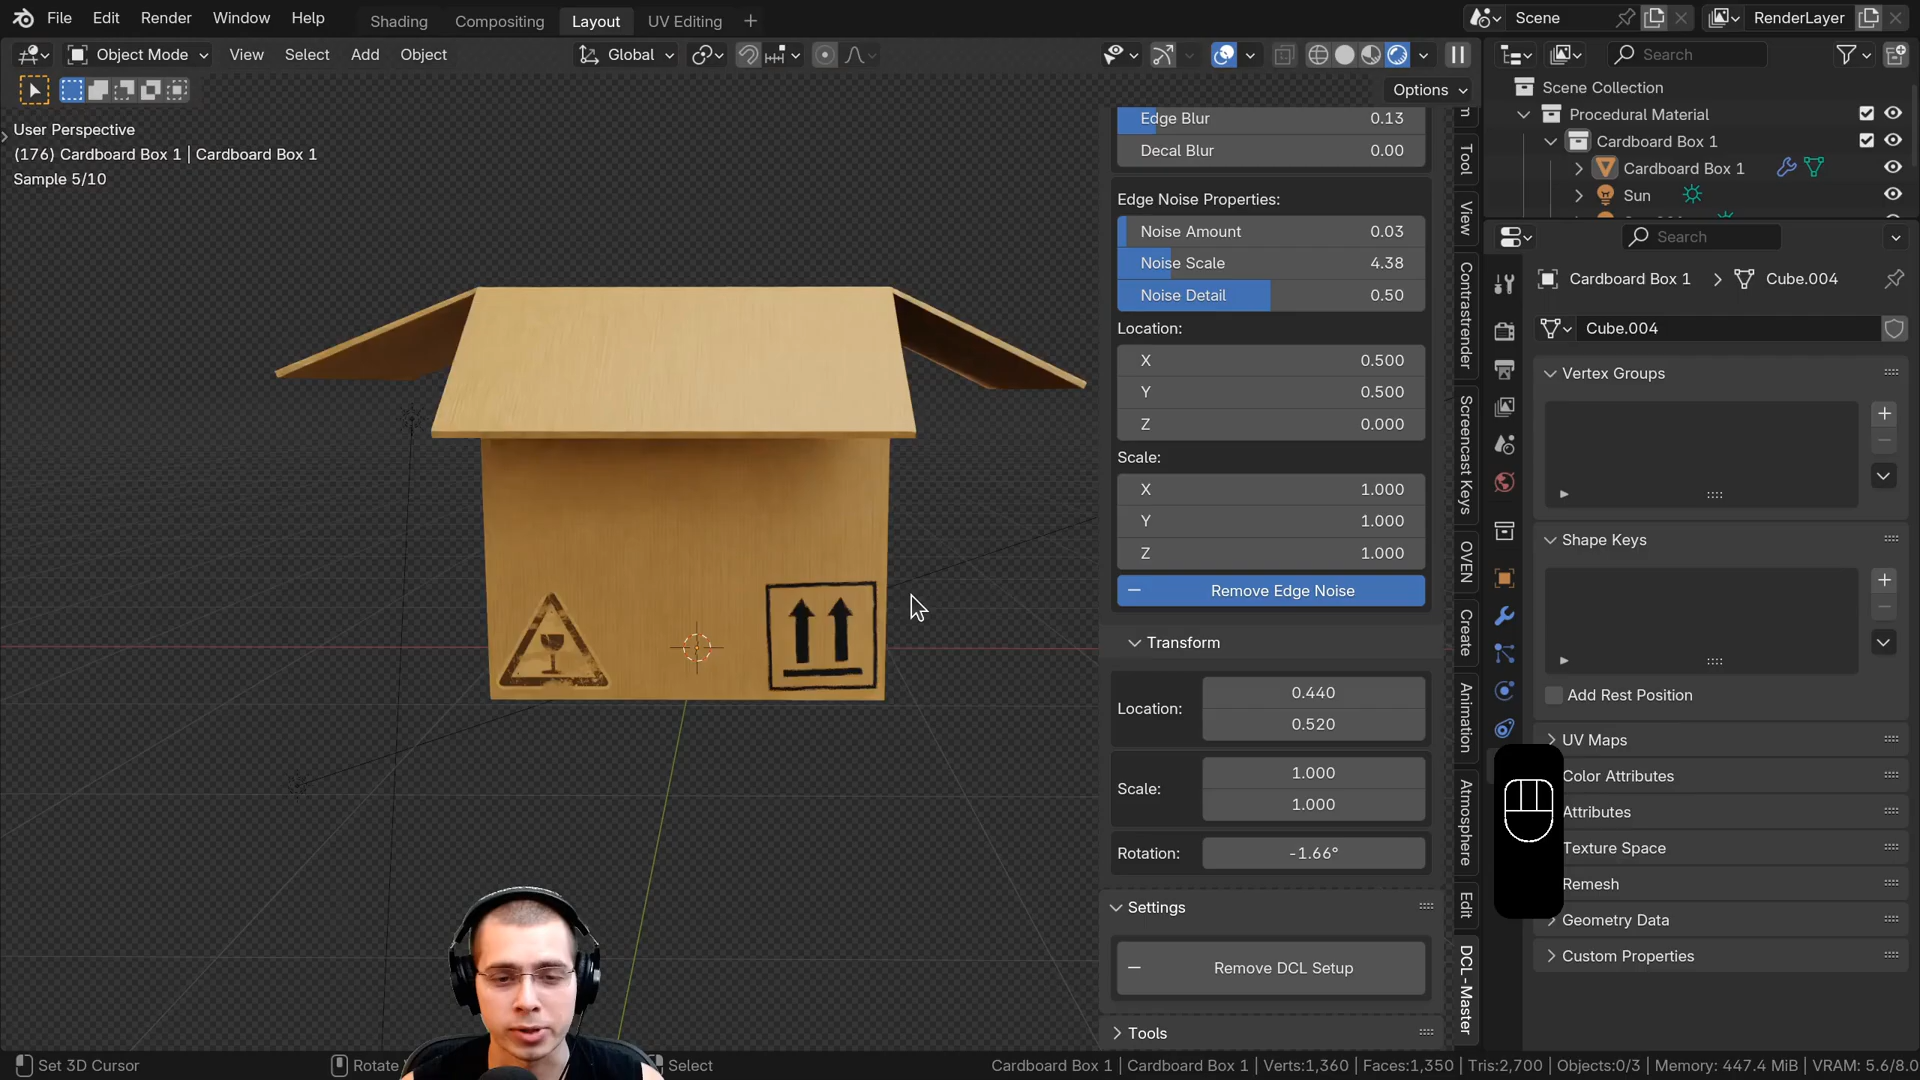 File Edit Render Window Help
Shading Compositing Layout UV Editing +
Scene
RenderLayer
Object Mode View Select Add Object
Global
Search
Options
User Perspective
(176) Cardboard Box 1 | Cardboard Box 1
Sample 5/10
Edge Blur 0.13
Decal Blur 0.00
Edge Noise Properties:
Noise Amount 0.03
Noise Scale 4.38
Noise Detail 0.50
Location:
X 0.500
Y 0.500
Z 0.000
Scale:
X 1.000
Y 1.000
Z 1.000
Remove Edge Noise
Transform
Location: 0.440
0.520
Scale: 1.000
1.000
Rotation: -1.66°
Settings
Remove DCL Setup
Tools
Tool
View
Contrastrender
Screencast Keys
OVEN
Create
Animation
Atmosphere
Edit
DCL-Master
Scene Collection
Procedural Material
Cardboard Box 1
Cardboard Box 1
Sun
Search
Cardboard Box 1 > Cube.004
Cube.004
Vertex Groups
Shape Keys
Add Rest Position
UV Maps
Color Attributes
Attributes
Texture Space
Remesh
Geometry Data
Custom Properties
Set 3D Cursor
Rotate
Select
Cardboard Box 1 | Cardboard Box 1 | Verts:1,360 | Faces:1,350 | Tris:2,700 | Objects:0/3 | Memory: 447.4 MiB | VRAM: 5.6/8.0